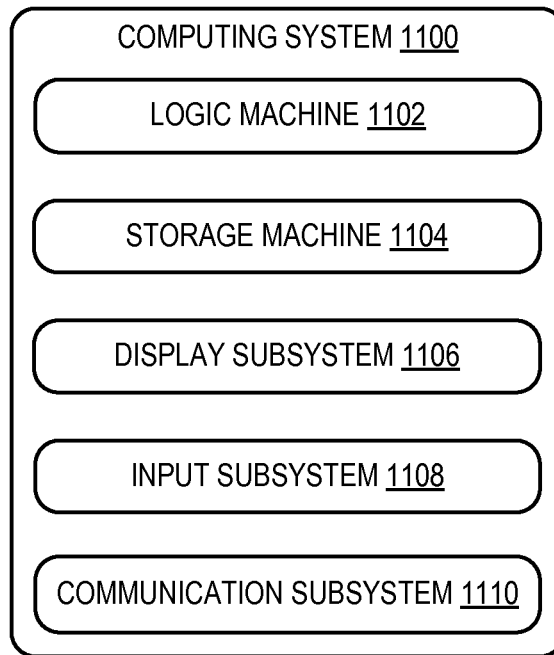 COMPUTING SYSTEM 1100
LOGIC MACHINE 1102
STORAGE MACHINE 1104
DISPLAY SUBSYSTEM 1106
INPUT SUBSYSTEM 1108
COMMUNICATION SUBSYSTEM 1110